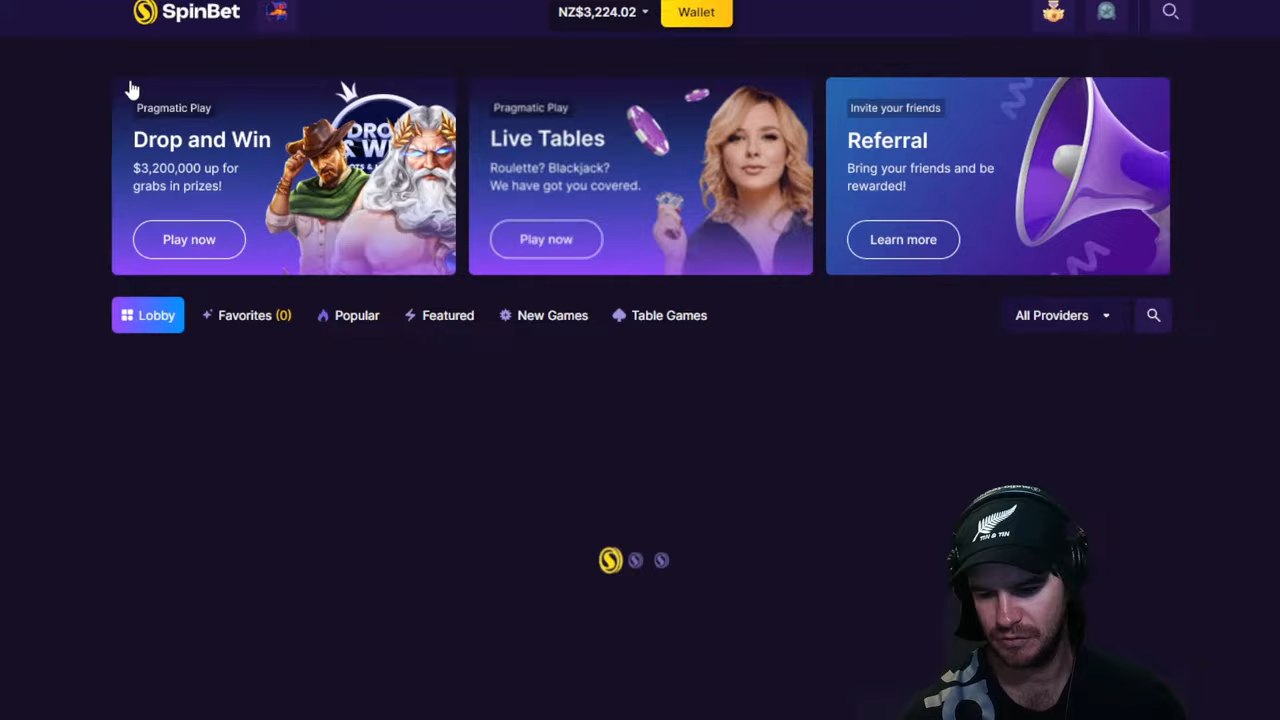 SpinBet
NZ$3,224.02
Wallet
Pragmatic Play
Drop and Win
$3,200,000 up for
grabs in prizes!
Play now
Pragmatic Play
Live Tables
Roulette? Blackjack?
We have got you covered.
Play now
Invite your friends
Referral
Bring your friends and be
rewarded!
Learn more
Lobby
Favorites (0)
Popular
Featured
New Games
Table Games
All Providers
TIN & TIN